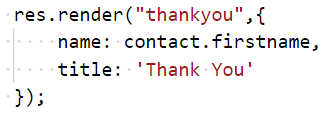 res.render("thankyou",{
    name: contact.firstname,
    title: 'Thank You'
});